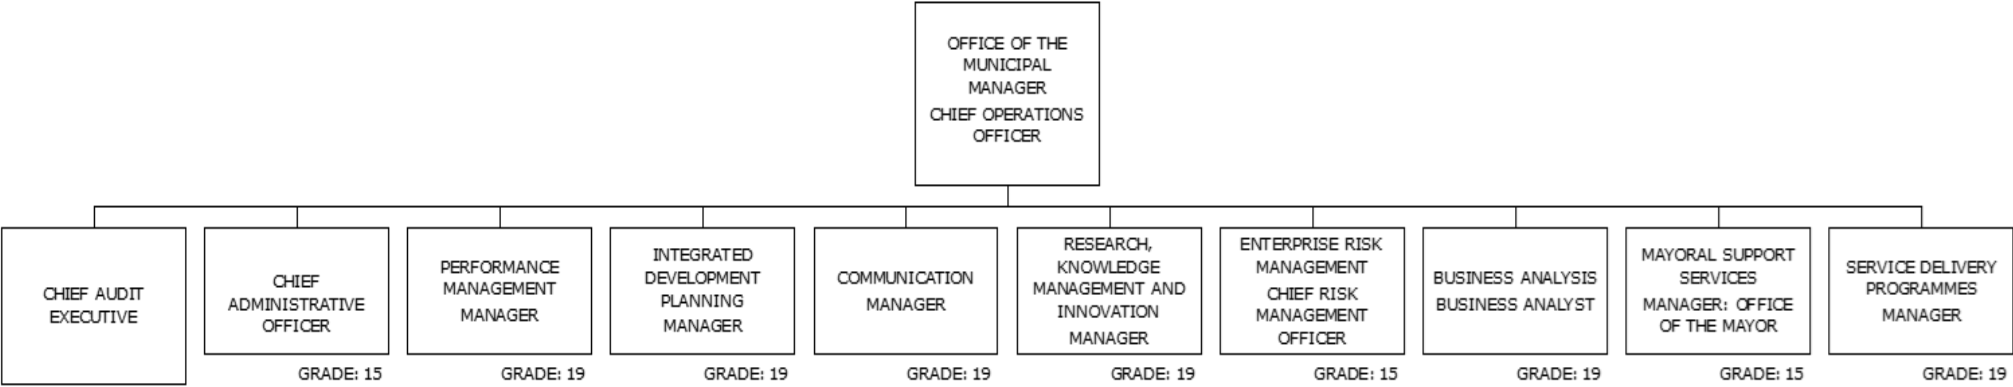 OFFICE OF THE
MUNICIPAL
MANAGER
CHIEF OPERATIONS
OFFICER
CHIEF AUDIT
EXECUTIVE
CHIEF
ADMINISTRATIVE
OFFICER
GRADE: 15
PERFORMANCE
MANAGEMENT
MANAGER
GRADE: 19
INTEGRATED
DEVELOPMENT
PLANNING
MANAGER
GRADE: 19
COMMUNICATION
MANAGER
GRADE: 19
RESEARCH,
KNOWLEDGE
MANAGEMENT AND
INNOVATION
MANAGER
GRADE: 19
ENTERPRISE RISK
MANAGEMENT
CHIEF RISK
MANAGEMENT
OFFICER
GRADE: 15
BUSINESS ANALYSIS
BUSINESS ANALYST
GRADE: 19
MAYORAL SUPPORT
SERVICES
MANAGER: OFFICE
OF THE MAYOR
GRADE: 15
SERVICE DELIVERY
PROGRAMMES
MANAGER
GRADE: 19